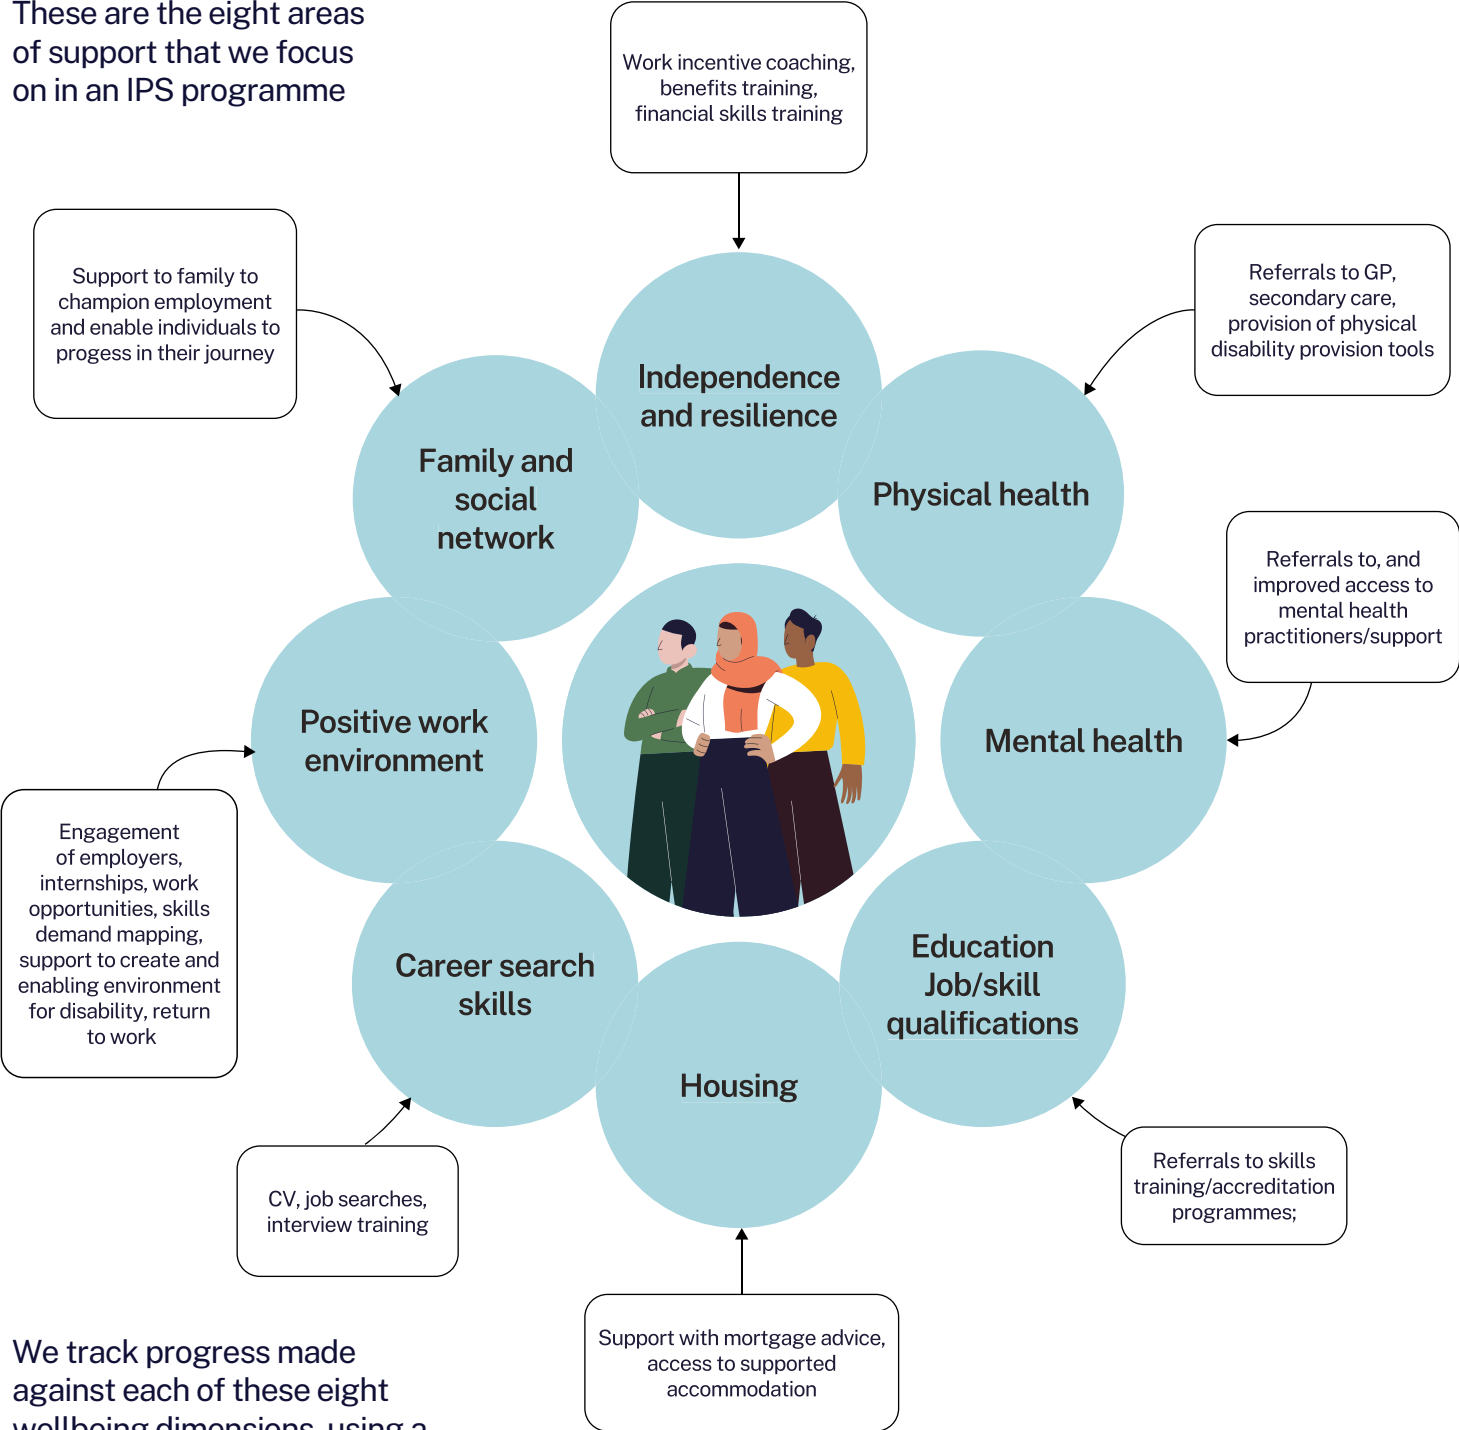 These are the eight areas
of support that we focus
on in an IPS programme
Work incentive coaching,
benefits training,
financial skills training
Support to family to
champion employment
and enable individuals to
progess in their journey
Referrals to GP,
secondary care,
provision of physical
disability provision tools
Independence
and resilience
Family and
social
network
Physical health
Referrals to, and
improved access to
mental health
practitioners/support
Positive work
environment
Mental health
Engagement
of employers,
internships, work
opportunities, skills
demand mapping,
support to create and
enabling environment
for disability, return
to work
Career search
skills
Education
Job/skill
qualifications
Housing
CV, job searches,
interview training
Referrals to skills
training/accreditation
programmes;
Support with mortgage advice,
access to supported
accommodation
We track progress made
against each of these eight
wellbeing dimensions, using a